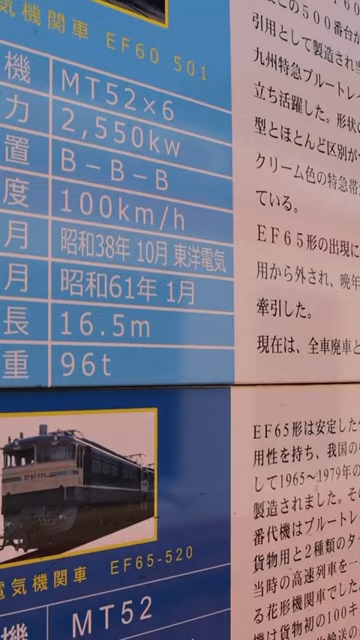 気機関車 EF60 501
機 MT52×6
力 2,550kw
置 B－B－B
度 100km/h
月 昭和38年 10月 東洋電気
月 昭和61年 1月
長 16.5m
重 96t
この500番台が
引用として製造され当
九州特急ブルートレイ
立ち活躍した。形状の
型とほとんど区別が
クリーム色の特急帯
ている。
EF65形の出現に
用から外され、晩年
牽引した。
現在は、全車廃車と
電気機関車 EF65-520
機 MT52
EF65形は安定した
用性を持ち、我国の
して1965～1979年の
製造されました。そ
番代機はブルートレ
貨物用と2種類のタ
当時の高速列車を一
る花形機関車でした
機は貨物初の100キ